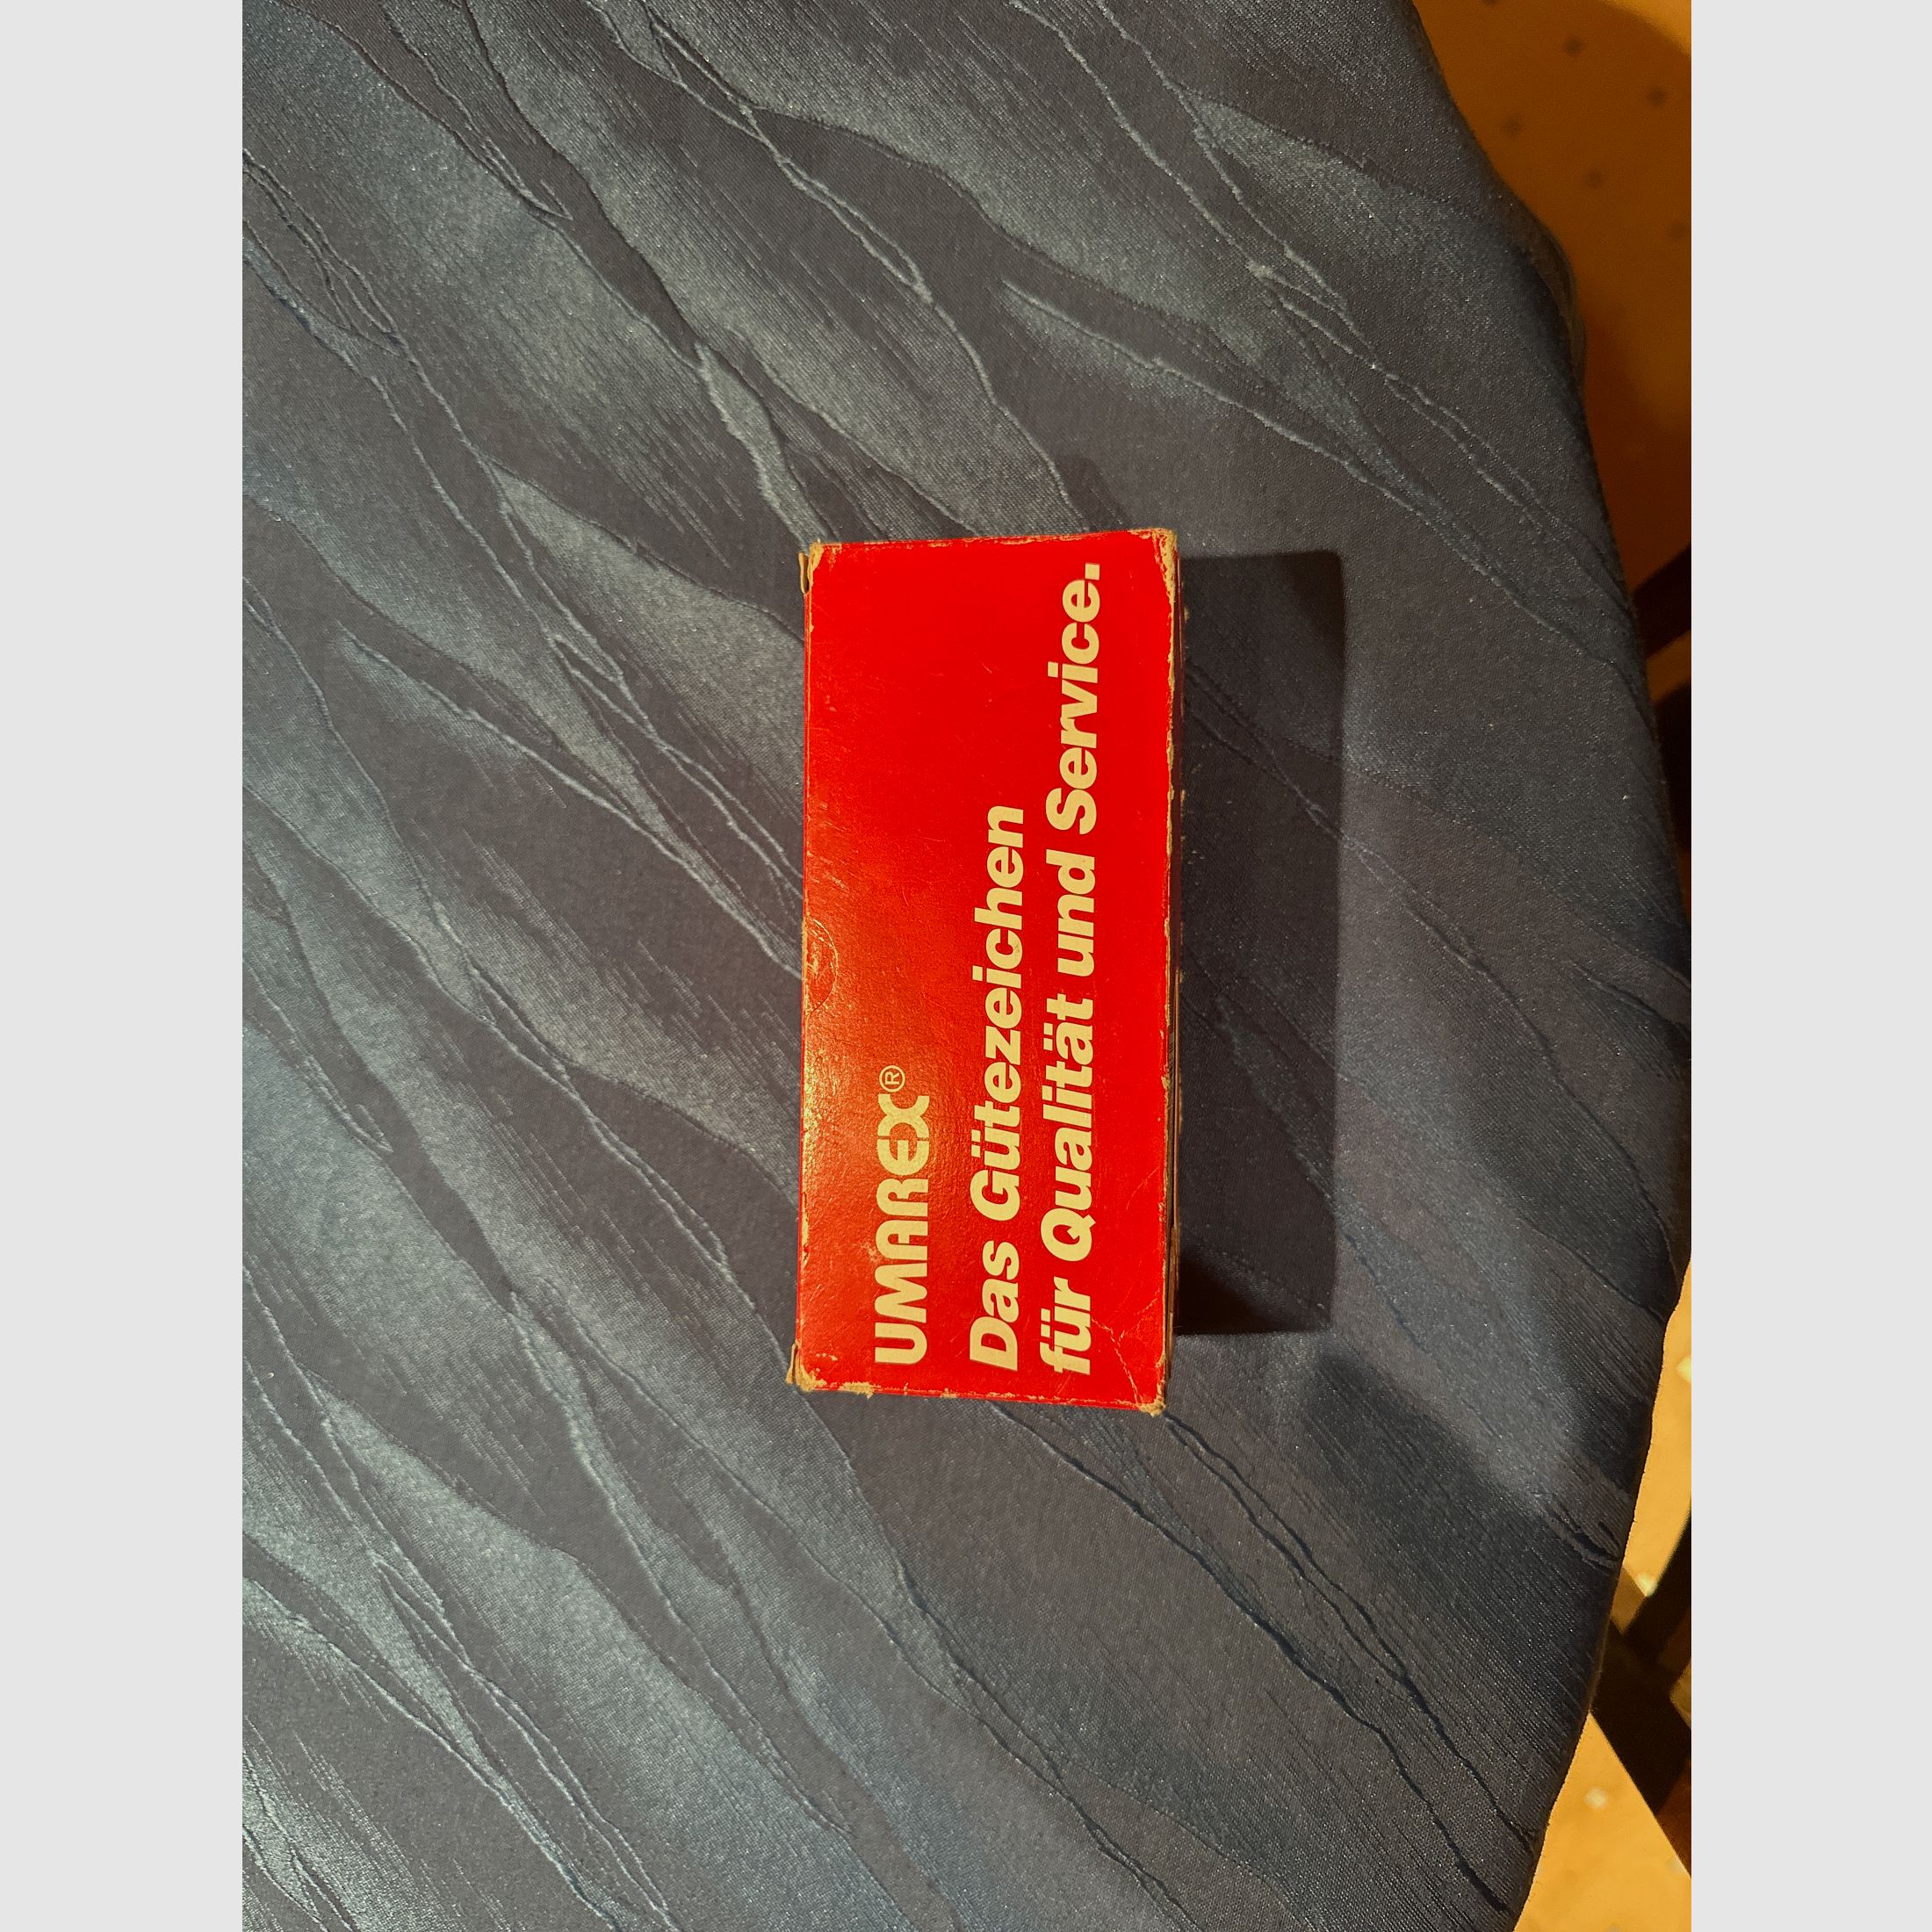 UMAREX®
Das Gütezeichen
für Qualität und Service.